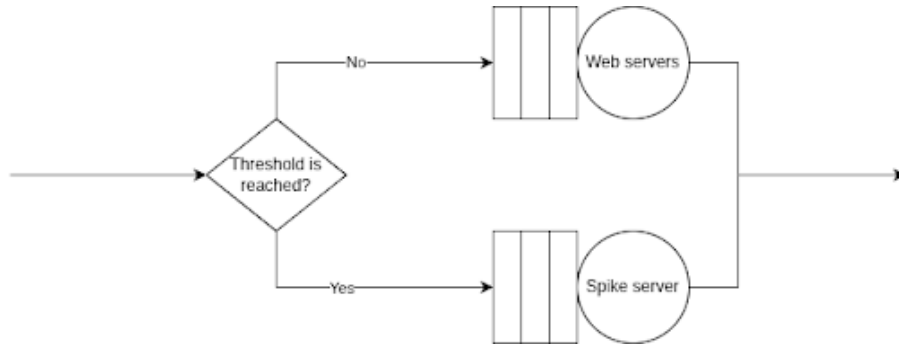 No
Web servers
Threshold is
reached?
Yes
Spike server